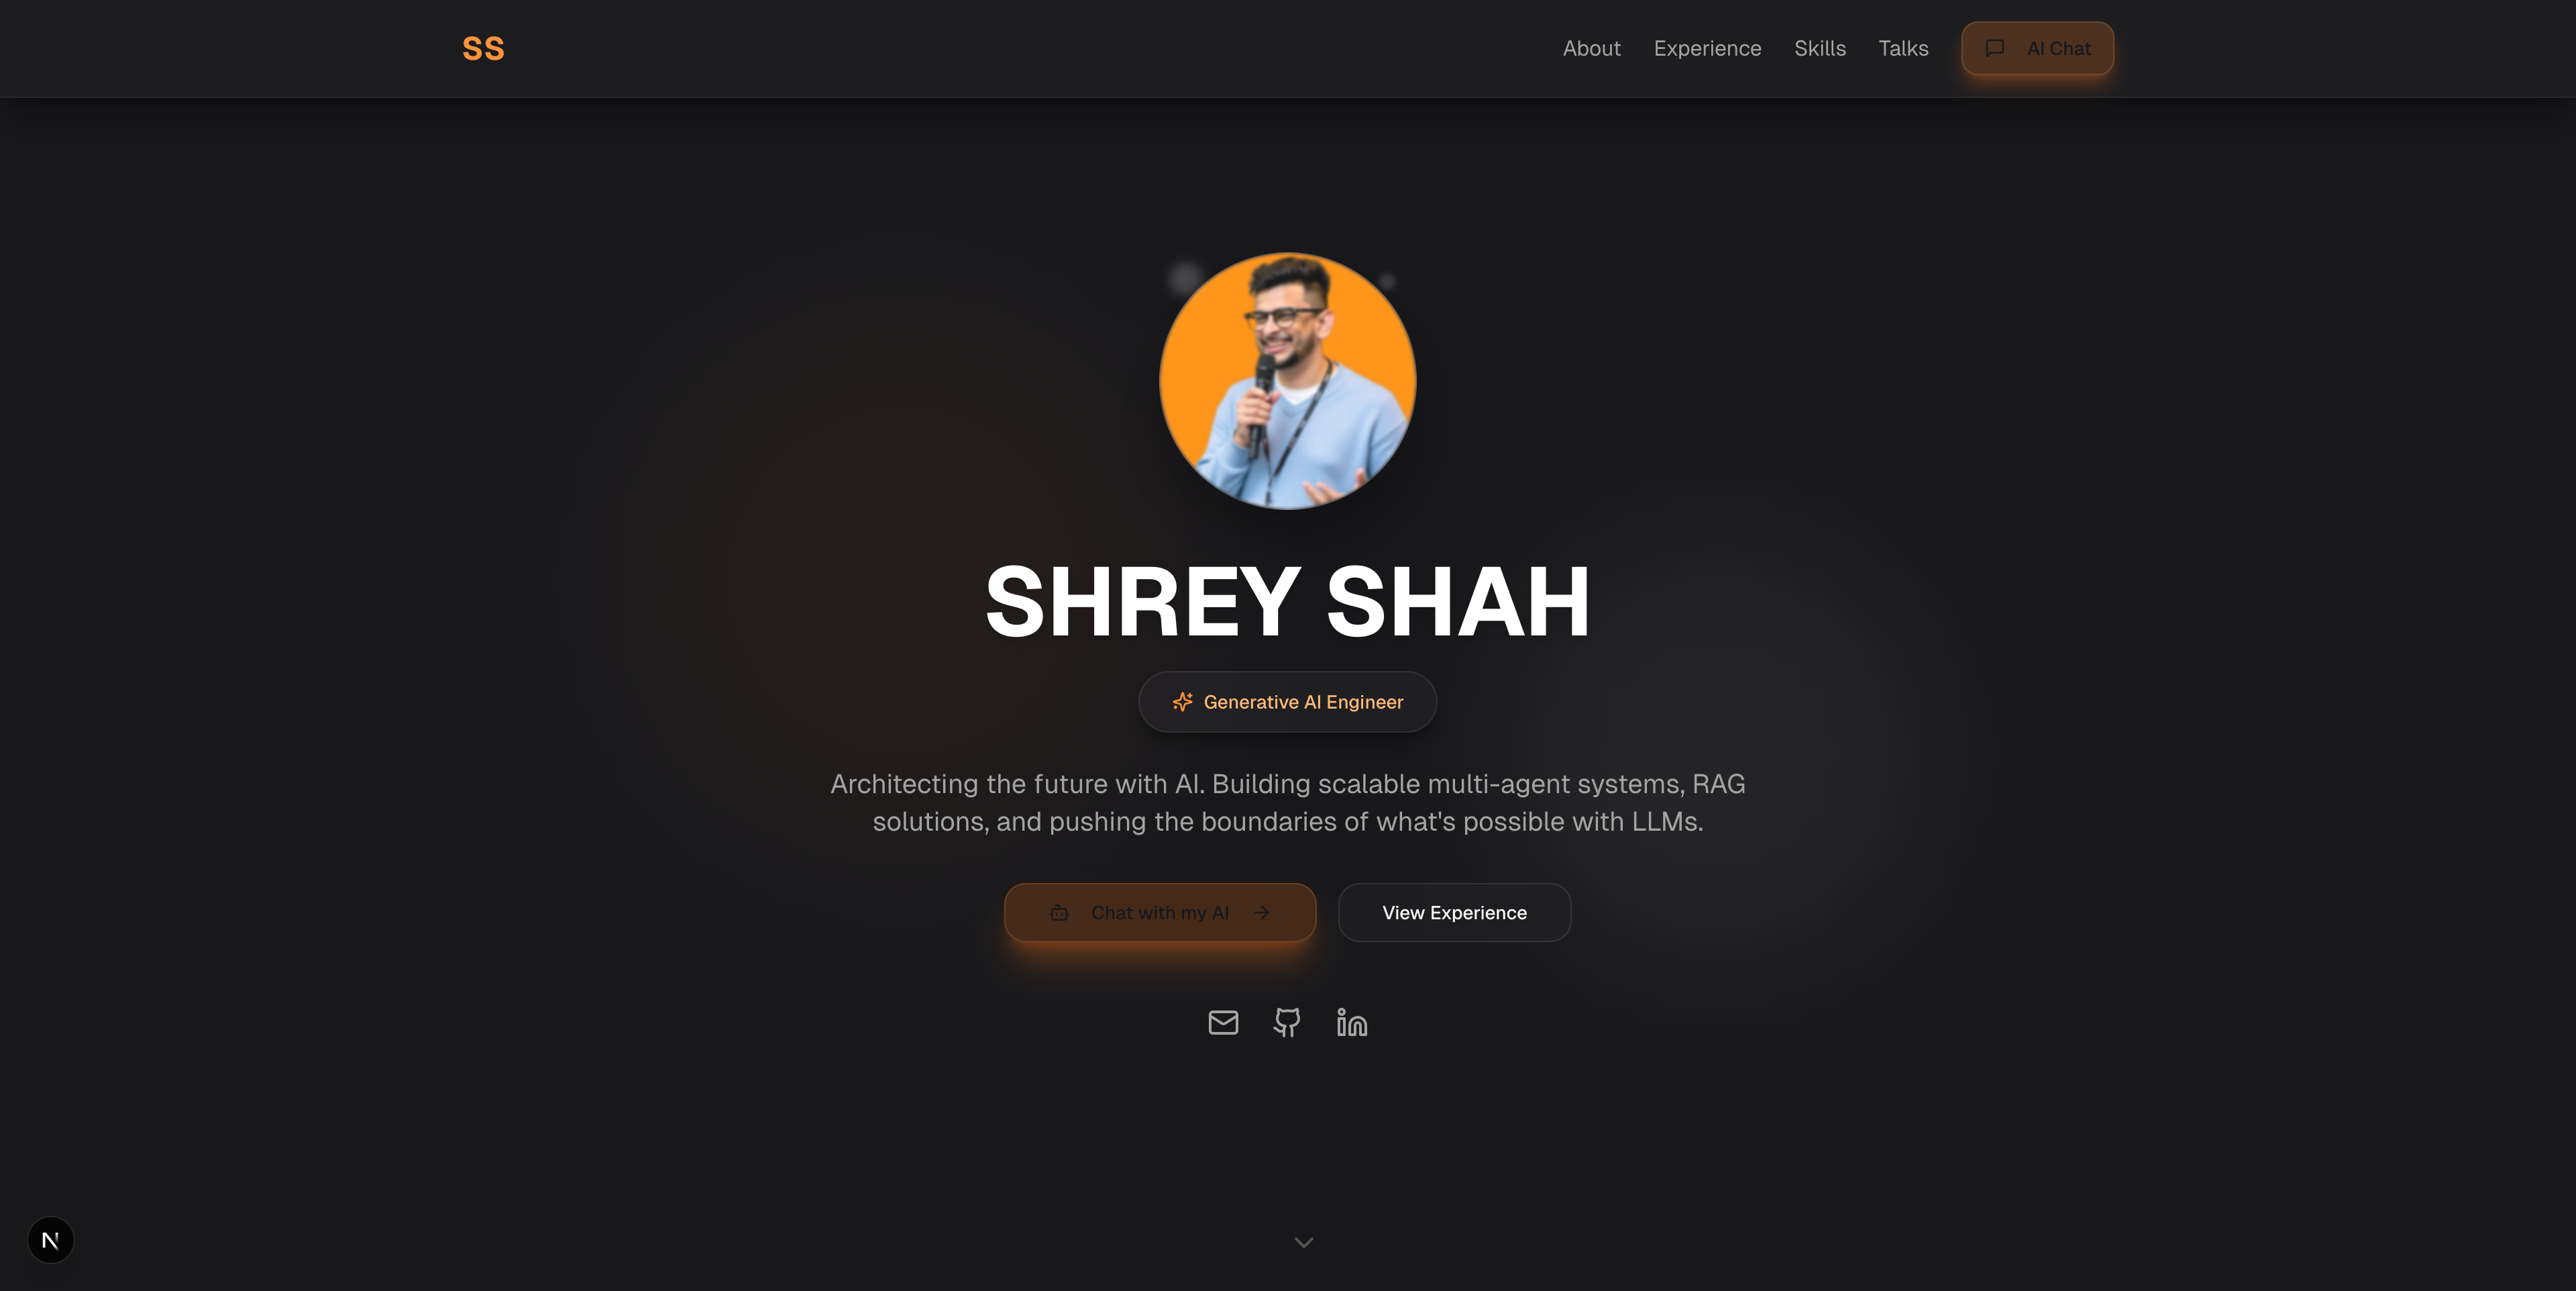 SS
About
Experience
Skills
Talks
AI Chat
SHREY SHAH
Generative AI Engineer
Architecting the future with AI. Building scalable multi-agent systems, RAG
solutions, and pushing the boundaries of what's possible with LLMs.
Chat with my AI
View Experience
N